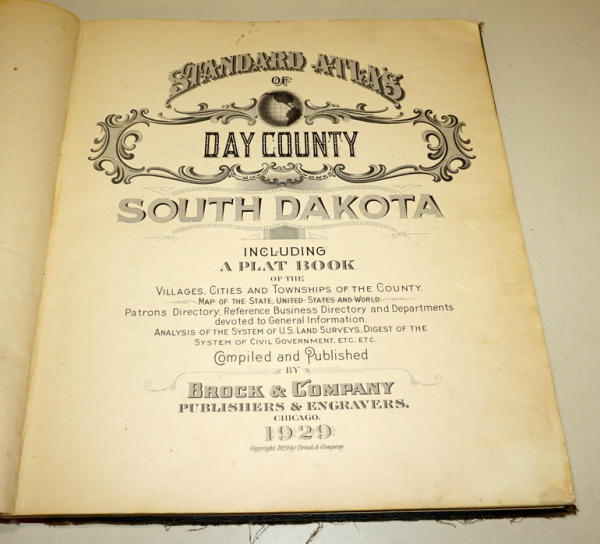 STANDARD ATLAS
OF
DAY COUNTY
SOUTH DAKOTA
INCLUDING
A PLAT BOOK
OF THE
VILLAGES, CITIES AND TOWNSHIPS OF THE COUNTY.
MAP OF THE STATE, UNITED STATES AND WORLD.
Patrons Directory, Reference Business Directory and Departments
devoted to General Information.
ANALYSIS OF THE SYSTEM OF U.S. LAND SURVEYS, DIGEST OF THE
SYSTEM OF CIVIL GOVERNMENT, ETC. ETC.
Compiled and Published
BY
BROCK & COMPANY
PUBLISHERS & ENGRAVERS.
CHICAGO.
1929
Copyright 1929 by Brock & Company